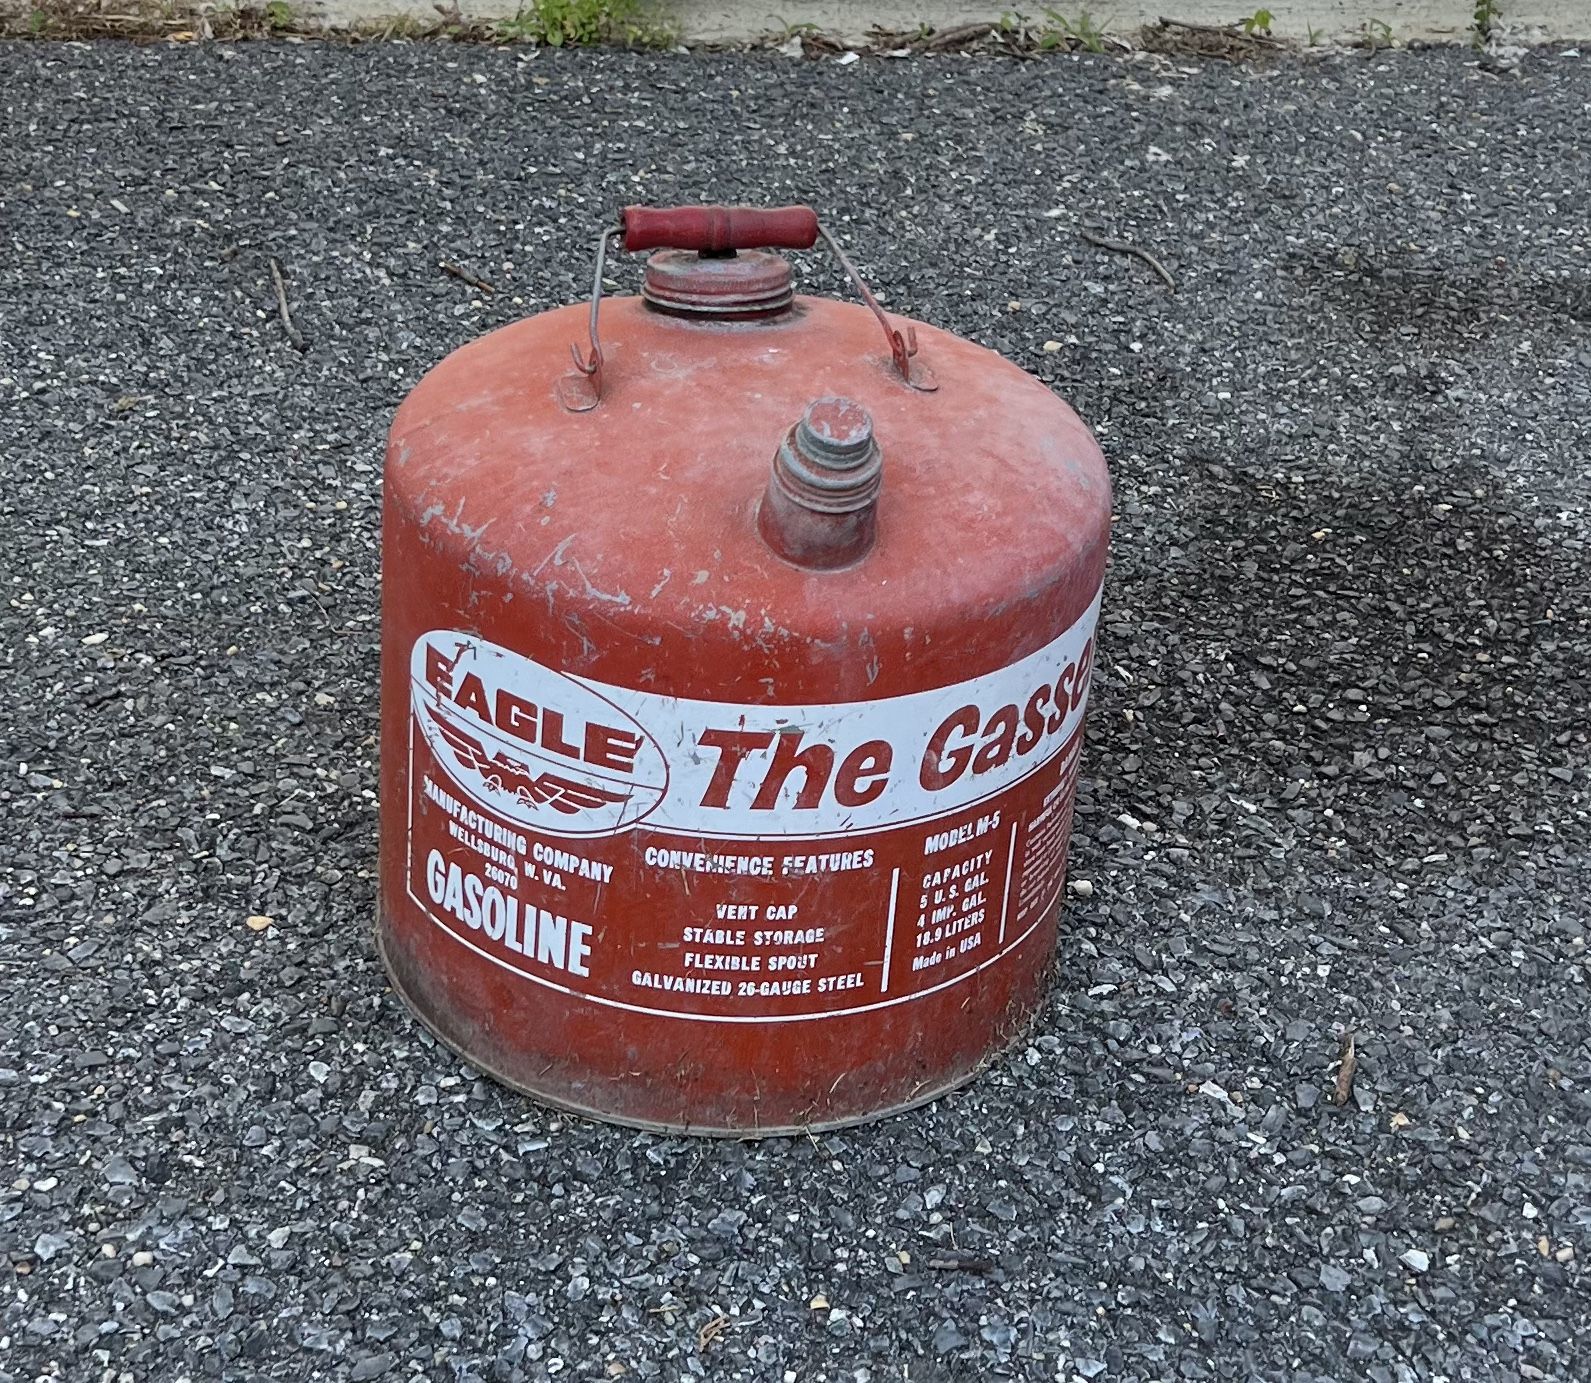 EAGLE
MANUFACTURING COMPANY
WELLSBURG, W. VA.
26070
GASOLINE
The Gasse
CONVENIENCE FEATURES
VENT CAP
STABLE STORAGE
FLEXIBLE SPOUT
GALVANIZED 26-GAUGE STEEL
MODEL M-5
CAPACITY
5 U.S. GAL.
4 IMP. GAL.
18.9 LITERS
Made in USA